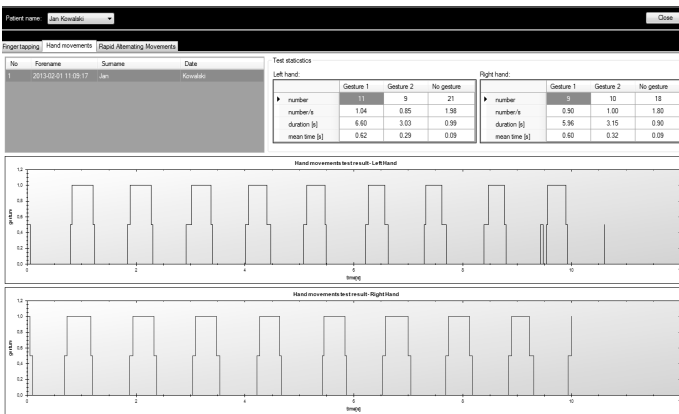 Patient name: Jan Kowalski Close
Finger tapping Hand movements Rapid Alternating Movements
No Forename Surname Date
1 2013-02-01 11:09:17 Jan Kowalski
Test staticstics
Left hand:
Gesture 1 Gesture 2 No gesture
number 11 9 21
number/s 1.04 0.85 1.98
duration [s] 6.60 3.03 0.99
mean time [s] 0.62 0.29 0.09
Right hand:
Gesture 1 Gesture 2 No gesture
number 9 10 18
number/s 0.90 1.00 1.80
duration [s] 5.96 3.15 0.90
mean time [s] 0.60 0.32 0.09
Hand movements test result - Left Hand
1,2
1,0
0,8
0,6
0,4
0,2
0,0
gesture
0 2 4 6 8 10
time[s]
Hand movements test result - Right Hand
1,2
1,0
0,8
0,6
0,4
0,2
0,0
gesture
0 2 4 6 8 10
time[s]